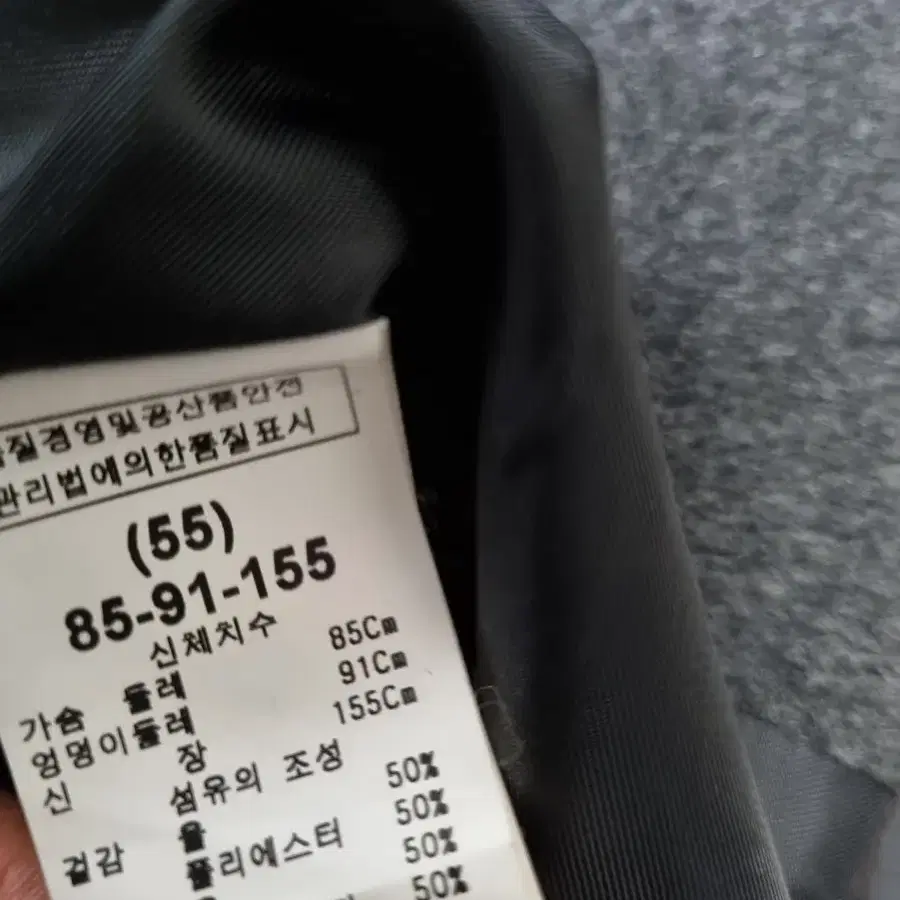 품질경영및공산품안전
관리법에의한품질표시
(55)
85-91-155
신체치수
가슴 둘레 85Cm
엉덩이둘레 91Cm
신 장 155Cm
섬유의 조성
겉감 울 50%
폴리에스터 50%
50%
50%